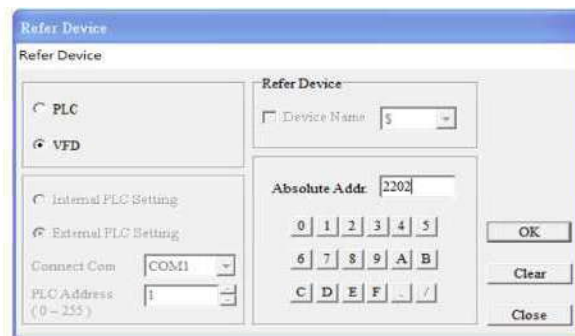 Refer Device
Refer Device
PLC
VFD
Internal PLC Setting
External PLC Setting
Connect Com COM1
PLC Address 1
( 0 – 255 )
Refer Device
Device Name S
Absolute Addr. 2202
0 1 2 3 4 5
6 7 8 9 A B
C D E F . /
OK
Clear
Close